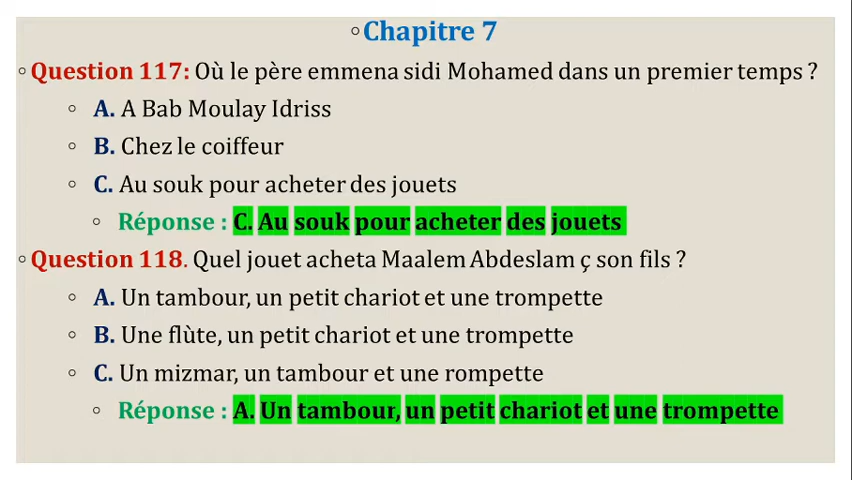 ◦Chapitre 7
◦Question 117: Où le père emmena sidi Mohamed dans un premier temps ?
◦ A. A Bab Moulay Idriss
◦ B. Chez le coiffeur
◦ C. Au souk pour acheter des jouets
◦ Réponse : C. Au souk pour acheter des jouets
◦Question 118. Quel jouet acheta Maalem Abdeslam ç son fils ?
◦ A. Un tambour, un petit chariot et une trompette
◦ B. Une flùte, un petit chariot et une trompette
◦ C. Un mizmar, un tambour et une rompette
◦ Réponse : A. Un tambour, un petit chariot et une trompette